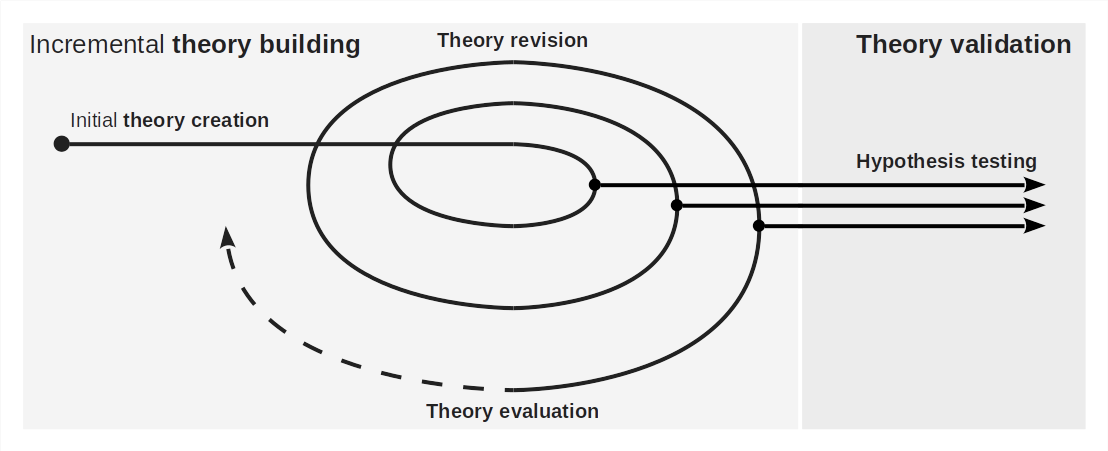 Incremental theory building
Theory revision
Theory validation
Initial theory creation
Hypothesis testing
Theory evaluation